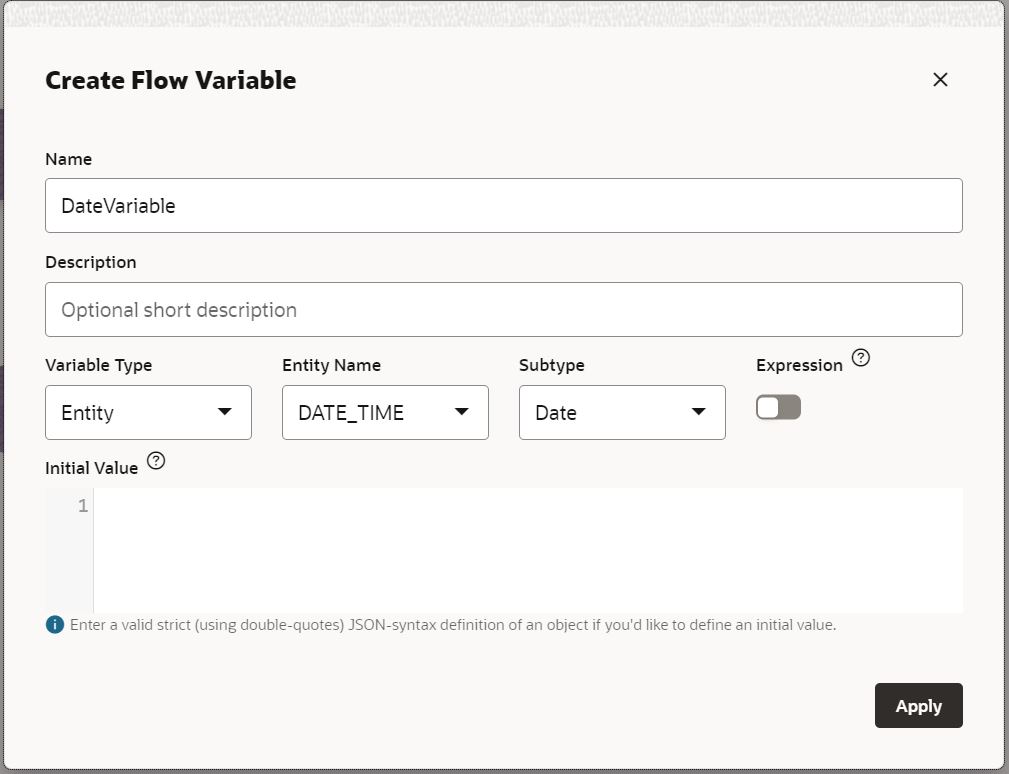 Create Flow Variable
Name
DateVariable
Description
Optional short description
Variable Type Entity Name Subtype Expression ?
Entity DATE_TIME Date
Initial Value ?
1
i Enter a valid strict (using double-quotes) JSON-syntax definition of an object if you'd like to define an initial value.
Apply